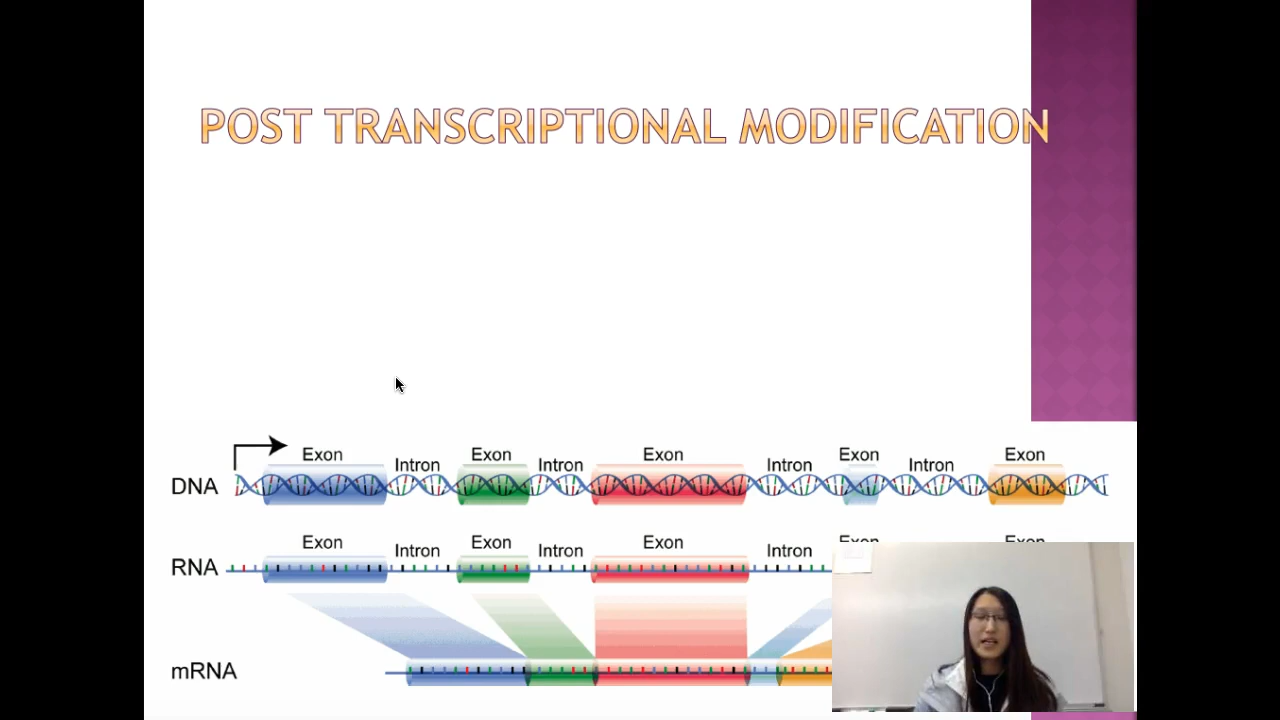 POST TRANSCRIPTIONAL MODIFICATION
Exon Intron Exon Intron Exon Intron Exon Intron Exon
DNA
Exon Intron Exon Intron Exon Intron Exon Exon
RNA
mRNA